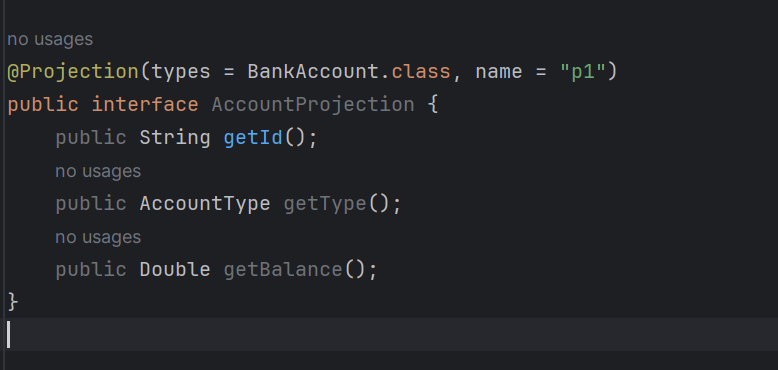 no usages
@Projection(types = BankAccount.class, name = "p1")
public interface AccountProjection {
    public String getId();
    no usages
    public AccountType getType();
    no usages
    public Double getBalance();
}